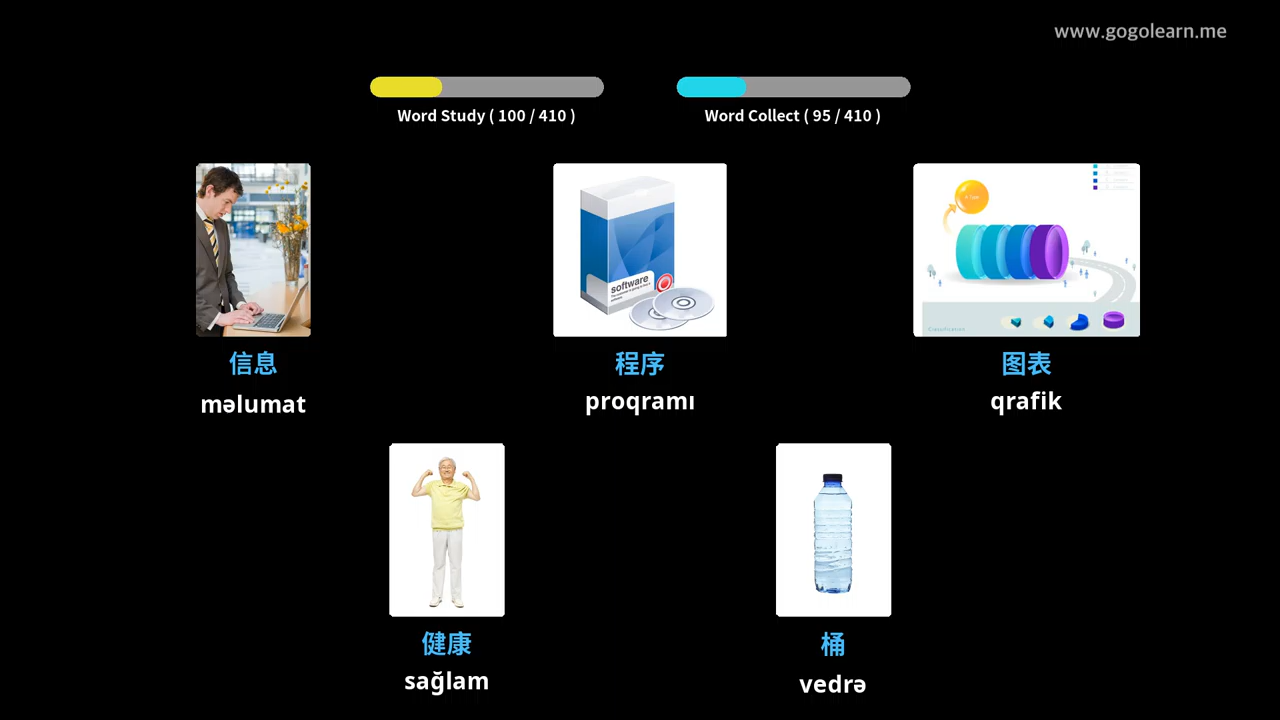 www.gogolearn.me
Word Study ( 100 / 410 )
Word Collect ( 95 / 410 )
software
信息
məlumat
程序
proqramı
图表
qrafik
健康
sağlam
桶
vedrə